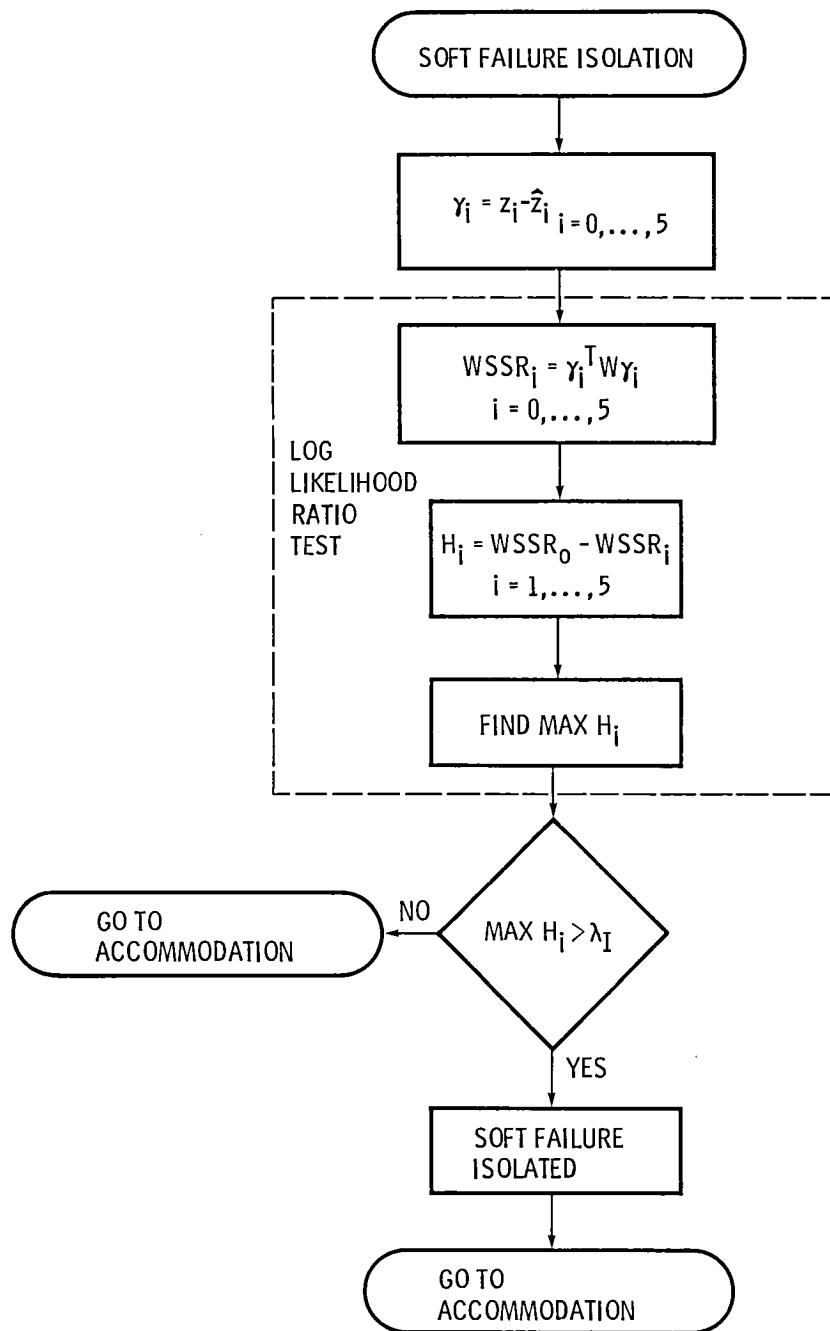 SOFT FAILURE ISOLATION
γi = zi-ẑi i = 0, . . . , 5
WSSRi = γiᵀWγi
i = 0, . . . , 5
LOG
LIKELIHOOD
RATIO
TEST
Hi = WSSRo - WSSRi
i = 1, . . . , 5
FIND MAX Hi
MAX Hi > λI
NO
GO TO
ACCOMMODATION
YES
SOFT FAILURE
ISOLATED
GO TO
ACCOMMODATION